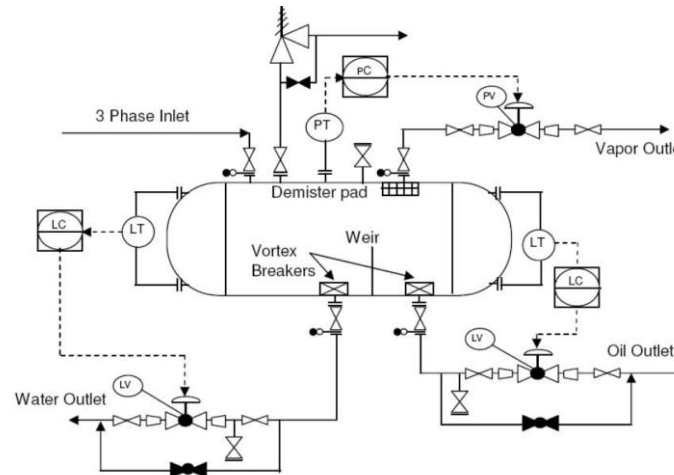 PC
PV
3 Phase Inlet
PT
Vapor Outle
Demister pad
LC
LT
Vortex
Breakers
Weir
LT
LC
LV
Oil Outlet
LV
Water Outlet